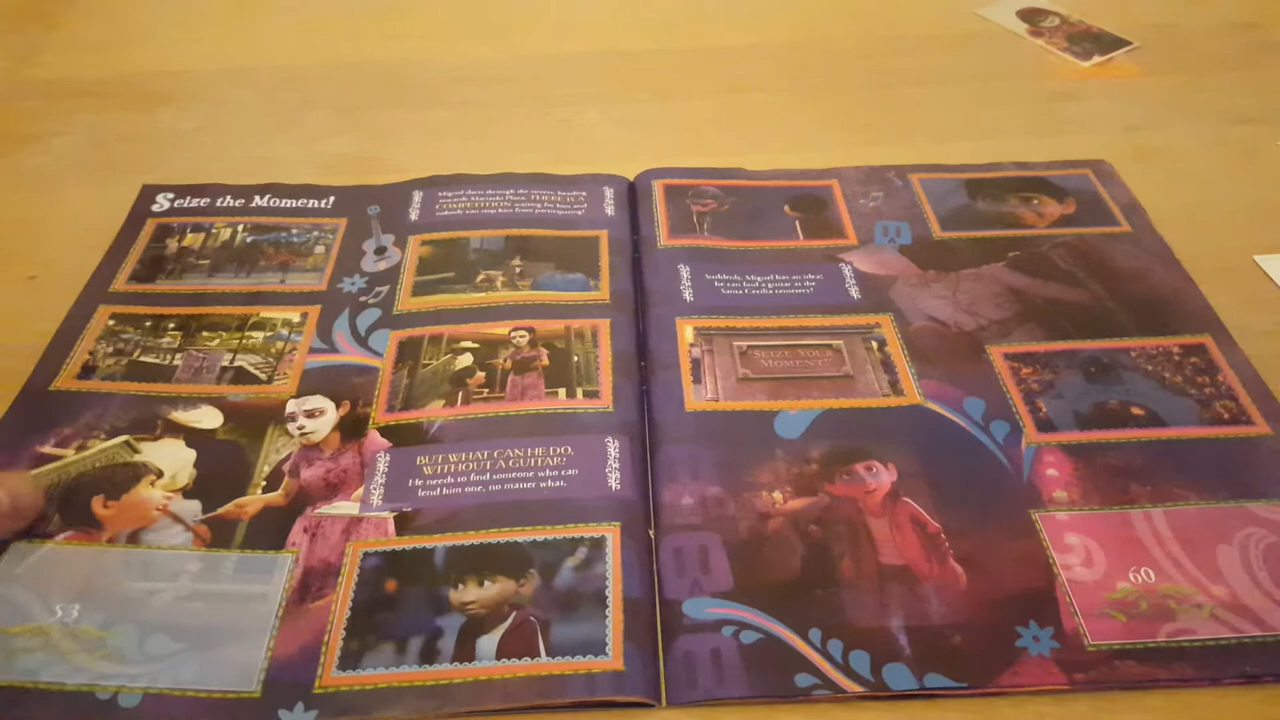 Seize the Moment!
Miguel darts through the streets, heading
towards Mariachi Plaza. THERE IS A
COMPETITION waiting for him and
nobody can stop him from participating!
BUT WHAT CAN HE DO,
WITHOUT A GUITAR?
He needs to find someone who can
lend him one, no matter what.
53
Suddenly, Miguel has an idea:
he can find a guitar at the
Santa Cecilia cemetery!
"SEIZE YOUR
MOMENT!"
60